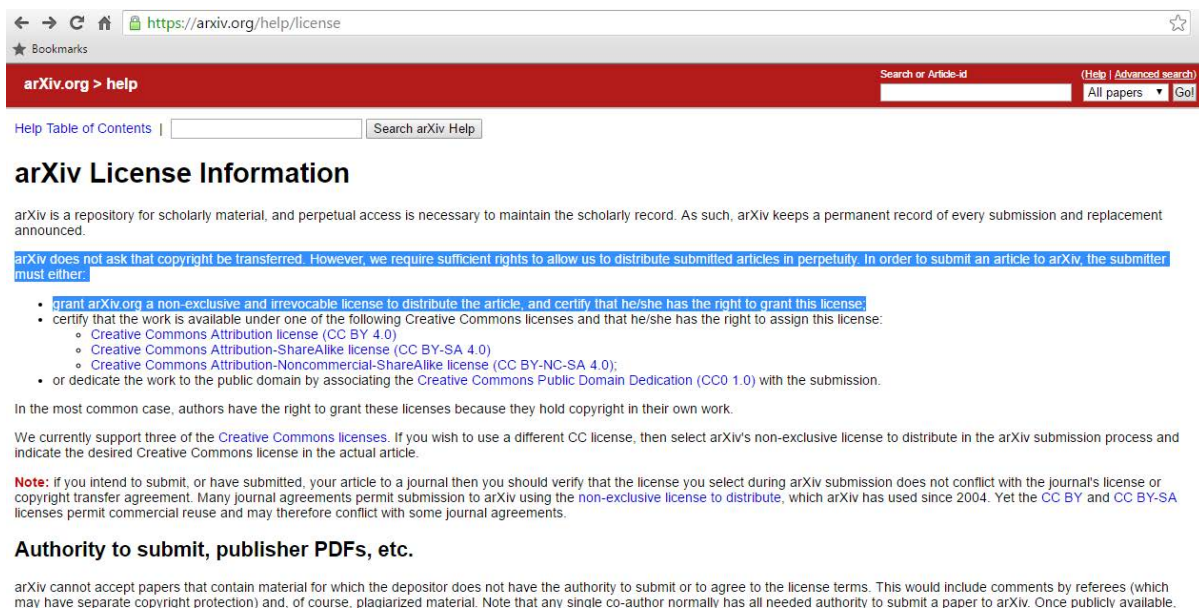 https://arxiv.org/help/license
Bookmarks
arXiv.org > help
Search or Article-id
(Help | Advanced search)
All papers
Go!
Help Table of Contents |
Search arXiv Help
arXiv License Information
arXiv is a repository for scholarly material, and perpetual access is necessary to maintain the scholarly record. As such, arXiv keeps a permanent record of every submission and replacement
announced.
arXiv does not ask that copyright be transferred. However, we require sufficient rights to allow us to distribute submitted articles in perpetuity. In order to submit an article to arXiv, the submitter
must either:
• grant arXiv.org a non-exclusive and irrevocable license to distribute the article, and certify that he/she has the right to grant this license;
• certify that the work is available under one of the following Creative Commons licenses and that he/she has the right to assign this license:
◦ Creative Commons Attribution license (CC BY 4.0)
◦ Creative Commons Attribution-ShareAlike license (CC BY-SA 4.0)
◦ Creative Commons Attribution-Noncommercial-ShareAlike license (CC BY-NC-SA 4.0);
• or dedicate the work to the public domain by associating the Creative Commons Public Domain Dedication (CC0 1.0) with the submission.
In the most common case, authors have the right to grant these licenses because they hold copyright in their own work.
We currently support three of the Creative Commons licenses. If you wish to use a different CC license, then select arXiv's non-exclusive license to distribute in the arXiv submission process and
indicate the desired Creative Commons license in the actual article.
Note: if you intend to submit, or have submitted, your article to a journal then you should verify that the license you select during arXiv submission does not conflict with the journal's license or
copyright transfer agreement. Many journal agreements permit submission to arXiv using the non-exclusive license to distribute, which arXiv has used since 2004. Yet the CC BY and CC BY-SA
licenses permit commercial reuse and may therefore conflict with some journal agreements.
Authority to submit, publisher PDFs, etc.
arXiv cannot accept papers that contain material for which the depositor does not have the authority to submit or to agree to the license terms. This would include comments by referees (which
may have separate copyright protection) and, of course, plagiarized material. Note that any single co-author normally has all needed authority to submit a paper to arXiv. Once publicly available,